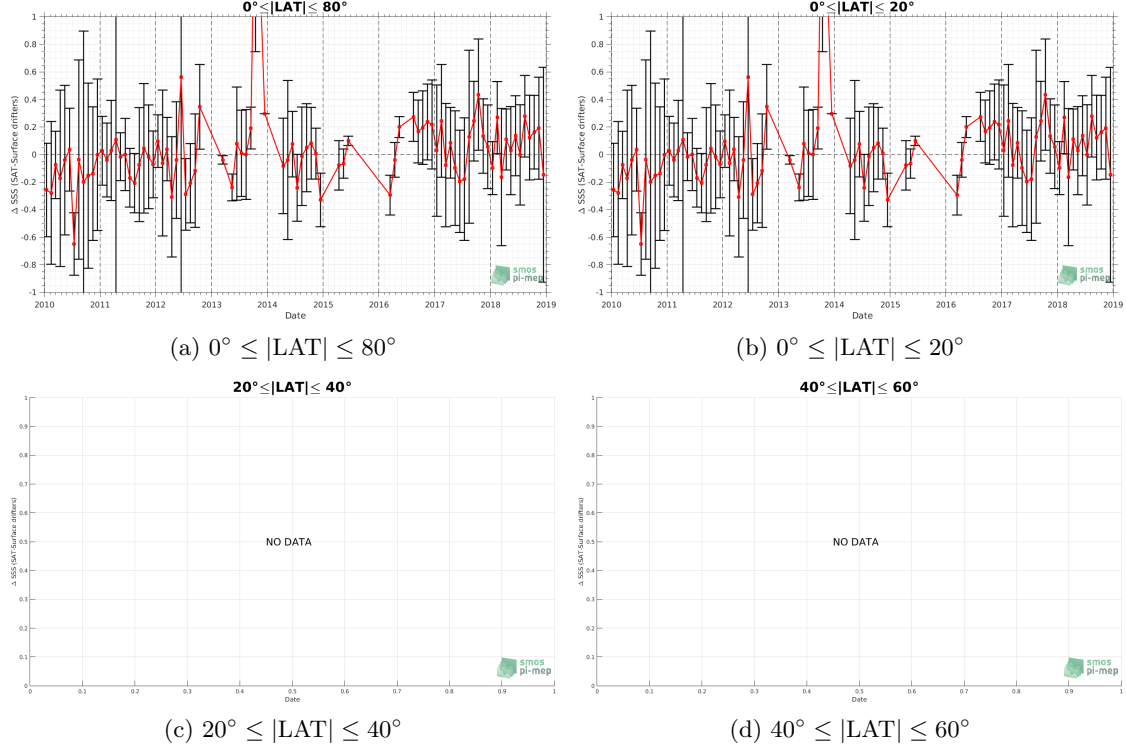 0°≤|LAT|≤ 80°
1
0.8
0.6
0.4
0.2
0
-0.2
-0.4
-0.6
-0.8
-1
Δ SSS (SAT-Surface drifters)
2010 2011 2012 2013 2014 2015 2016 2017 2018 2019
Date
smos
pi-mep
(a) 0° ≤ |LAT| ≤ 80°
0°≤|LAT|≤ 20°
1
0.8
0.6
0.4
0.2
0
-0.2
-0.4
-0.6
-0.8
-1
Δ SSS (SAT-Surface drifters)
2010 2011 2012 2013 2014 2015 2016 2017 2018 2019
Date
smos
pi-mep
(b) 0° ≤ |LAT| ≤ 20°
20°≤|LAT|≤ 40°
1
0.9
0.8
0.7
0.6
0.5
0.4
0.3
0.2
0.1
0
Δ SSS (SAT-Surface drifters)
NO DATA
0 0.1 0.2 0.3 0.4 0.5 0.6 0.7 0.8 0.9 1
Date
smos
pi-mep
(c) 20° ≤ |LAT| ≤ 40°
40°≤|LAT|≤ 60°
1
0.9
0.8
0.7
0.6
0.5
0.4
0.3
0.2
0.1
0
Δ SSS (SAT-Surface drifters)
NO DATA
0 0.1 0.2 0.3 0.4 0.5 0.6 0.7 0.8 0.9 1
Date
smos
pi-mep
(d) 40° ≤ |LAT| ≤ 60°